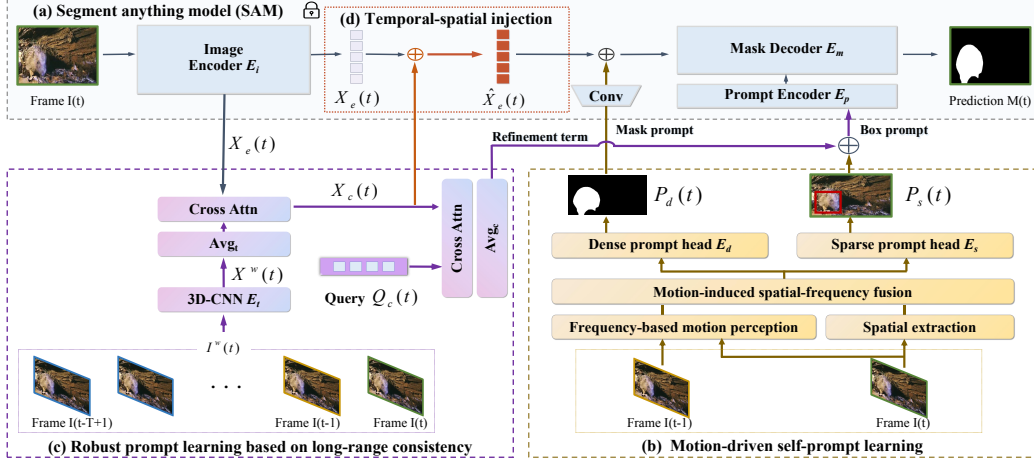 (a) Segment anything model (SAM)
(d) Temporal-spatial injection
Image
Encoder E_i
Mask Decoder E_m
Prompt Encoder E_p
Conv
Frame I(t)
X_e(t)
X̂_e(t)
Prediction M(t)
X_e(t)
Refinement term
Mask prompt
Box prompt
X_c(t)
Cross Attn
Avg_t
X^w(t)
3D-CNN E_t
I^w(t)
Query Q_c(t)
Cross Attn
Avg_c
Frame I(t-T+1)
. . .
Frame I(t-1)
Frame I(t)
(c) Robust prompt learning based on long-range consistency
P_d(t)
P_s(t)
Dense prompt head E_d
Sparse prompt head E_s
Motion-induced spatial-frequency fusion
Frequency-based motion perception
Spatial extraction
Frame I(t-1)
Frame I(t)
(b) Motion-driven self-prompt learning